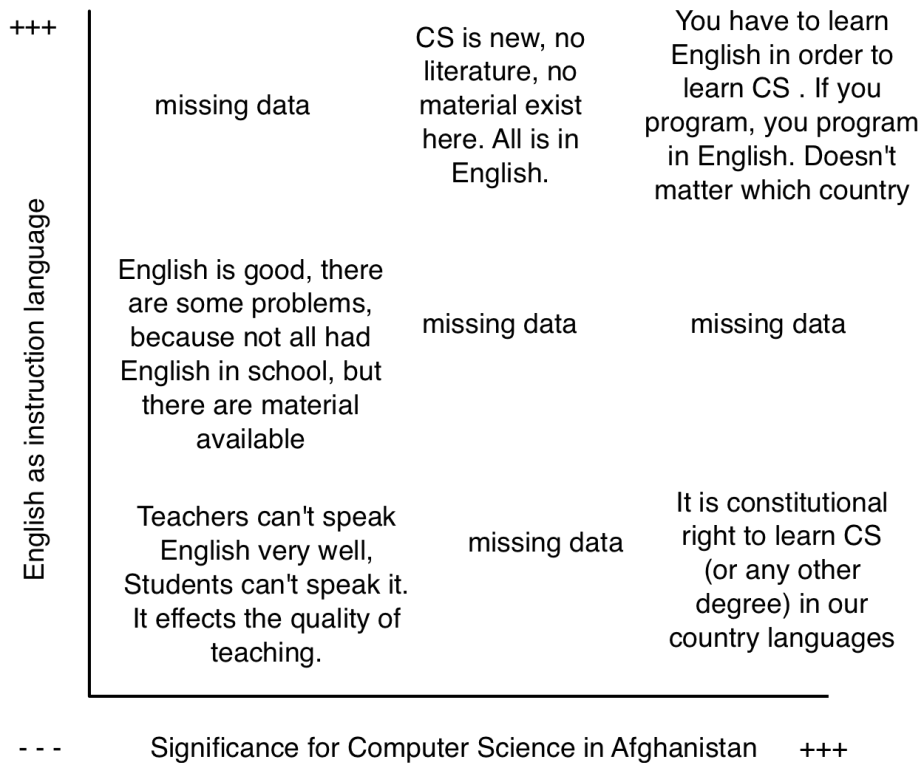 +++
missing data
CS is new, no
literature, no
material exist
here. All is in
English.
You have to learn
English in order to
learn CS . If you
program, you program
in English. Doesn't
matter which country
English as instruction language
English is good, there
are some problems,
because not all had
English in school, but
there are material
available
missing data
missing data
Teachers can't speak
English very well,
Students can't speak it.
It effects the quality of
teaching.
missing data
It is constitutional
right to learn CS
(or any other
degree) in our
country languages
- - -
Significance for Computer Science in Afghanistan
+++